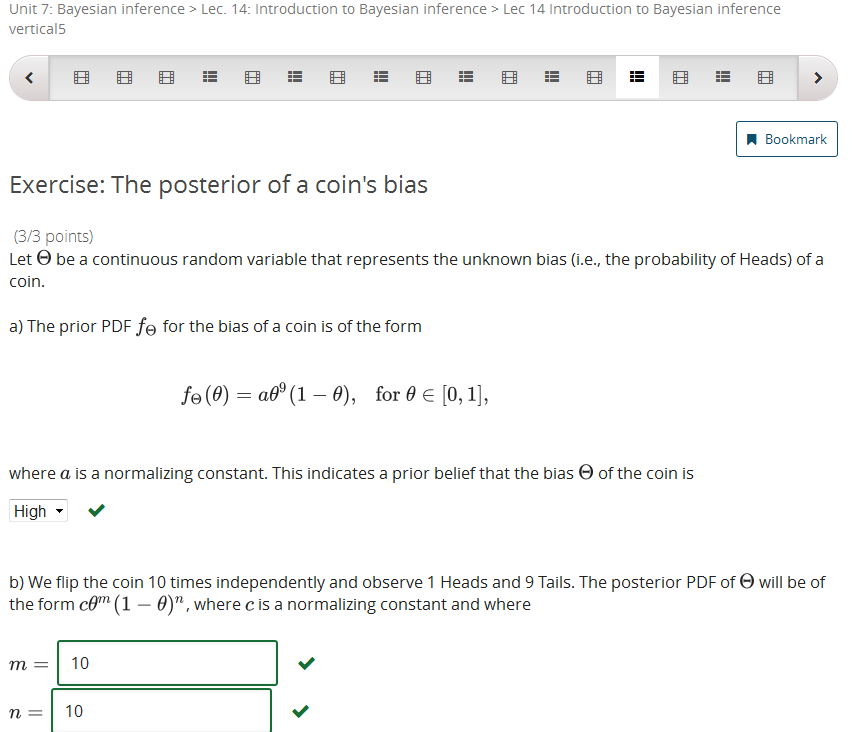 Unit 7: Bayesian inference > Lec. 14: Introduction to Bayesian inference > Lec 14 Introduction to Bayesian inference
vertical5
Bookmark
Exercise: The posterior of a coin's bias
(3/3 points)
Let Θ be a continuous random variable that represents the unknown bias (i.e., the probability of Heads) of a
coin.
a) The prior PDF f_Θ for the bias of a coin is of the form
f_Θ(θ) = aθ⁹(1 − θ), for θ ∈ [0, 1],
where a is a normalizing constant. This indicates a prior belief that the bias Θ of the coin is
High
b) We flip the coin 10 times independently and observe 1 Heads and 9 Tails. The posterior PDF of Θ will be of
the form cθᵐ(1 − θ)ⁿ, where c is a normalizing constant and where
m = 10
n = 10